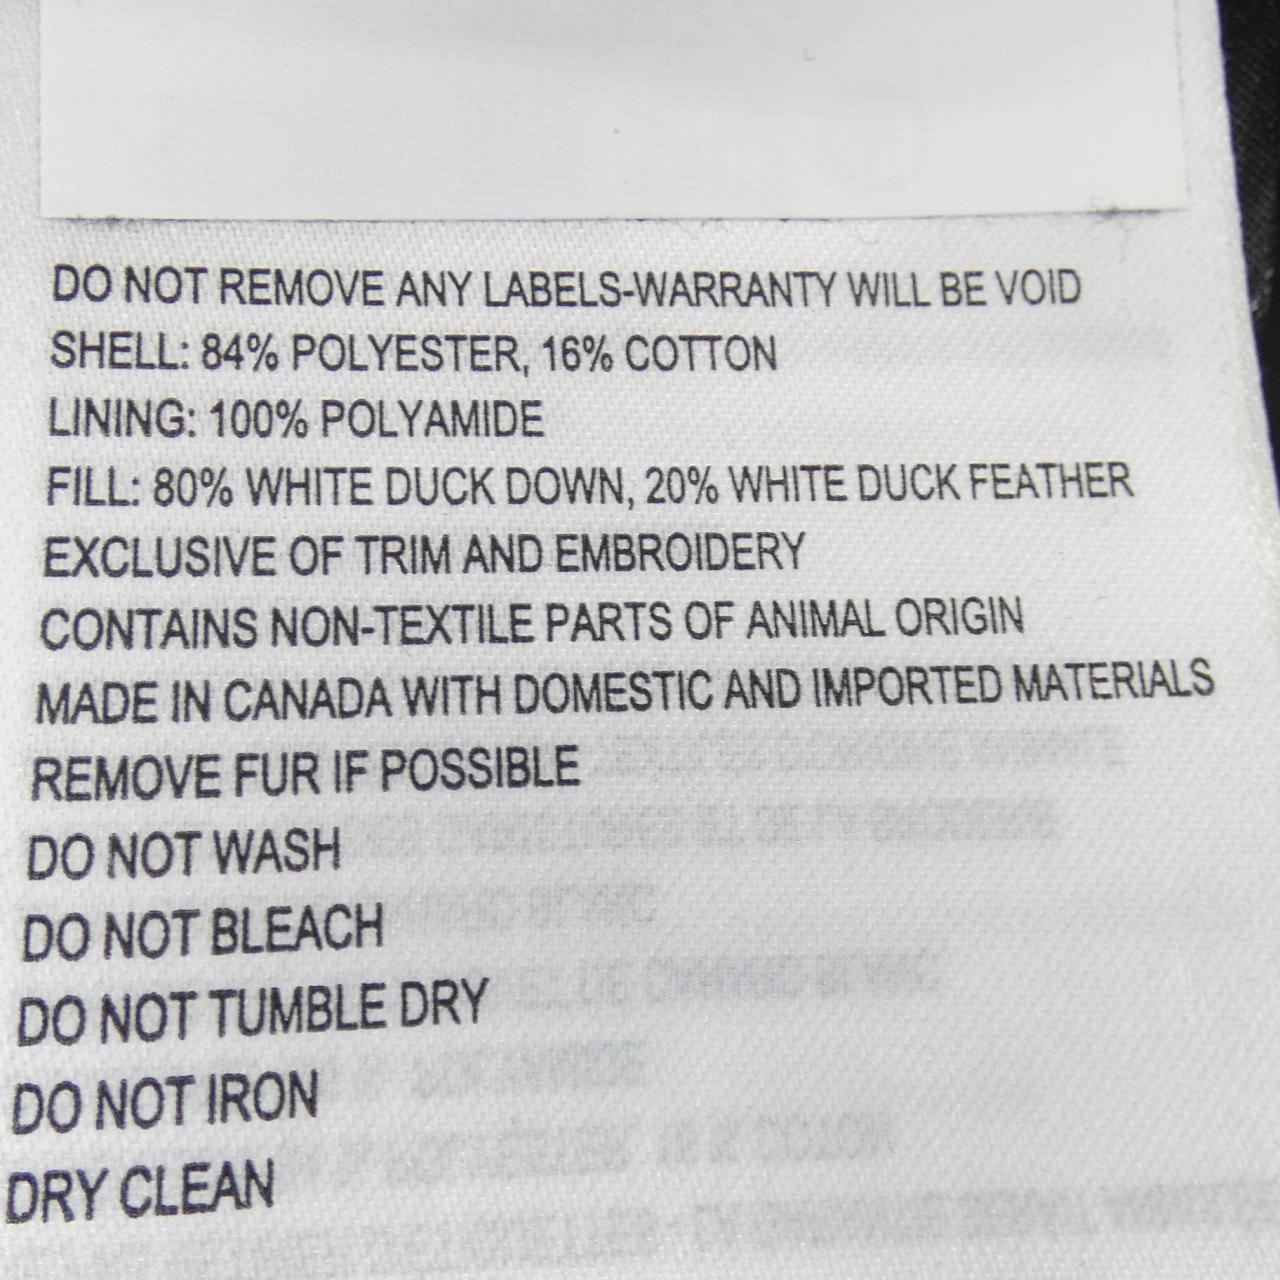 DO NOT REMOVE ANY LABELS-WARRANTY WILL BE VOID
SHELL: 84% POLYESTER, 16% COTTON
LINING: 100% POLYAMIDE
FILL: 80% WHITE DUCK DOWN, 20% WHITE DUCK FEATHER
EXCLUSIVE OF TRIM AND EMBROIDERY
CONTAINS NON-TEXTILE PARTS OF ANIMAL ORIGIN
MADE IN CANADA WITH DOMESTIC AND IMPORTED MATERIALS
REMOVE FUR IF POSSIBLE
DO NOT WASH
DO NOT BLEACH
DO NOT TUMBLE DRY
DO NOT IRON
DRY CLEAN